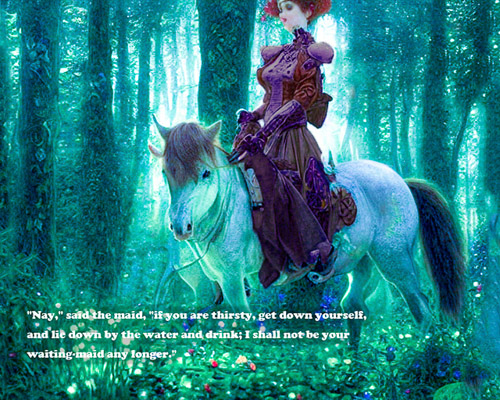 "Nay," said the maid, "if you are thirsty, get down yourself,
and lie down by the water and drink; I shall not be your
waiting-maid any longer."